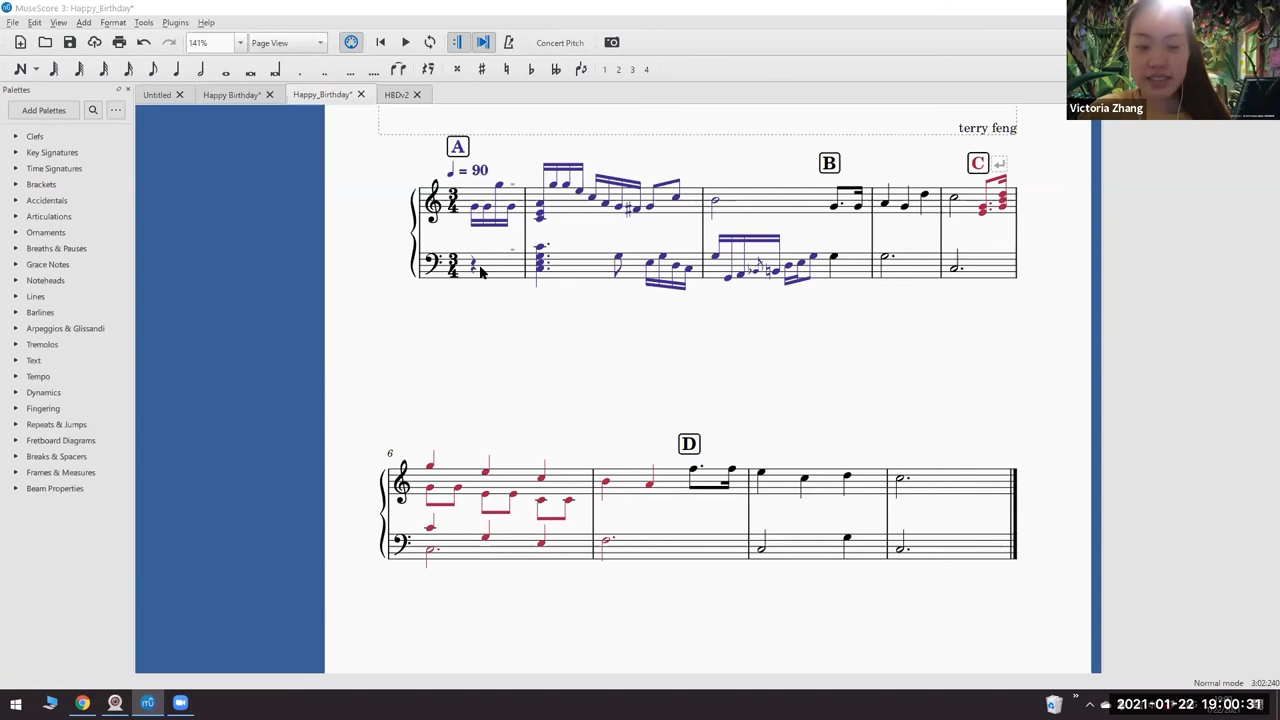 MuseScore 3: Happy_Birthday*
File Edit View Add Format Tools Plugins Help
141% Page View Concert Pitch
1 2 3 4
Palettes
Untitled Happy Birthday* Happy_Birthday* HBDv2
Add Palettes
Clefs
Key Signatures
Time Signatures
Brackets
Accidentals
Articulations
Ornaments
Breaths & Pauses
Grace Notes
Noteheads
Lines
Barlines
Arpeggios & Glissandi
Tremolos
Text
Tempo
Dynamics
Fingering
Repeats & Jumps
Fretboard Diagrams
Breaks & Spacers
Frames & Measures
Beam Properties
Victoria Zhang
terry feng
A
= 90
B
C
6
D
Normal mode 3:02:240
2021-01-22 19:00:31